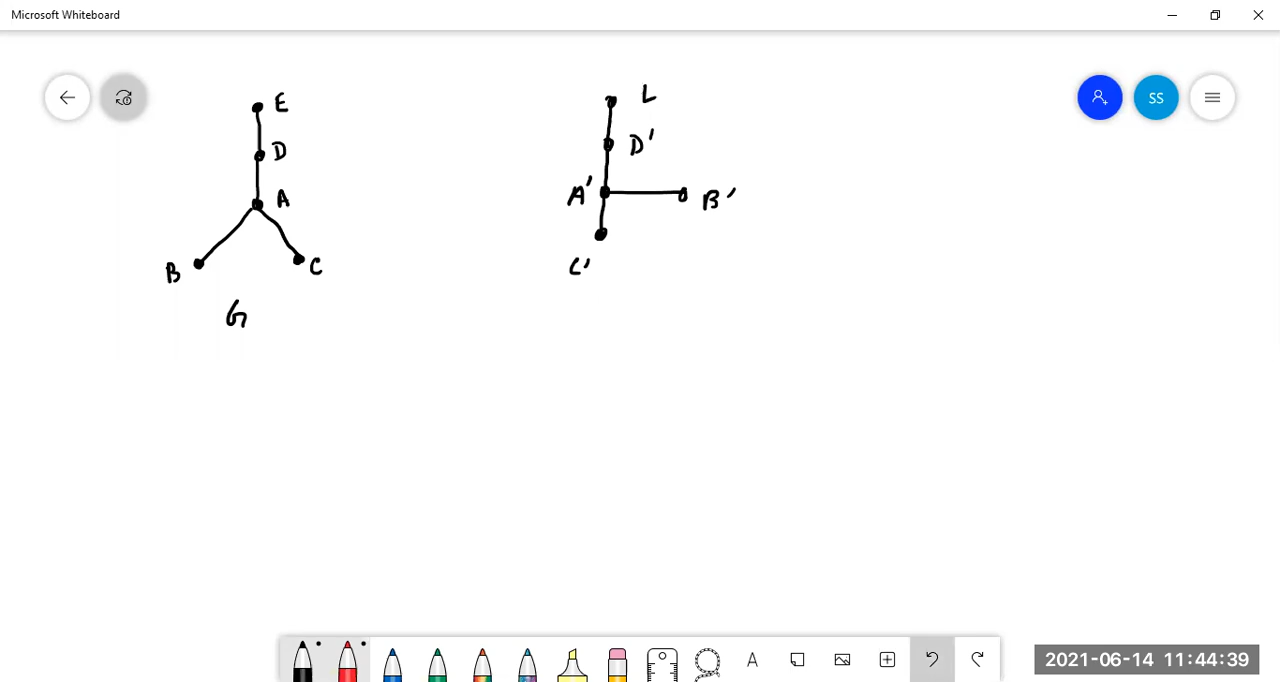 Microsoft Whiteboard
SS
E
D
A
B
C
G
L
D'
A'
B'
C'
A
2021-06-14 11:44:39